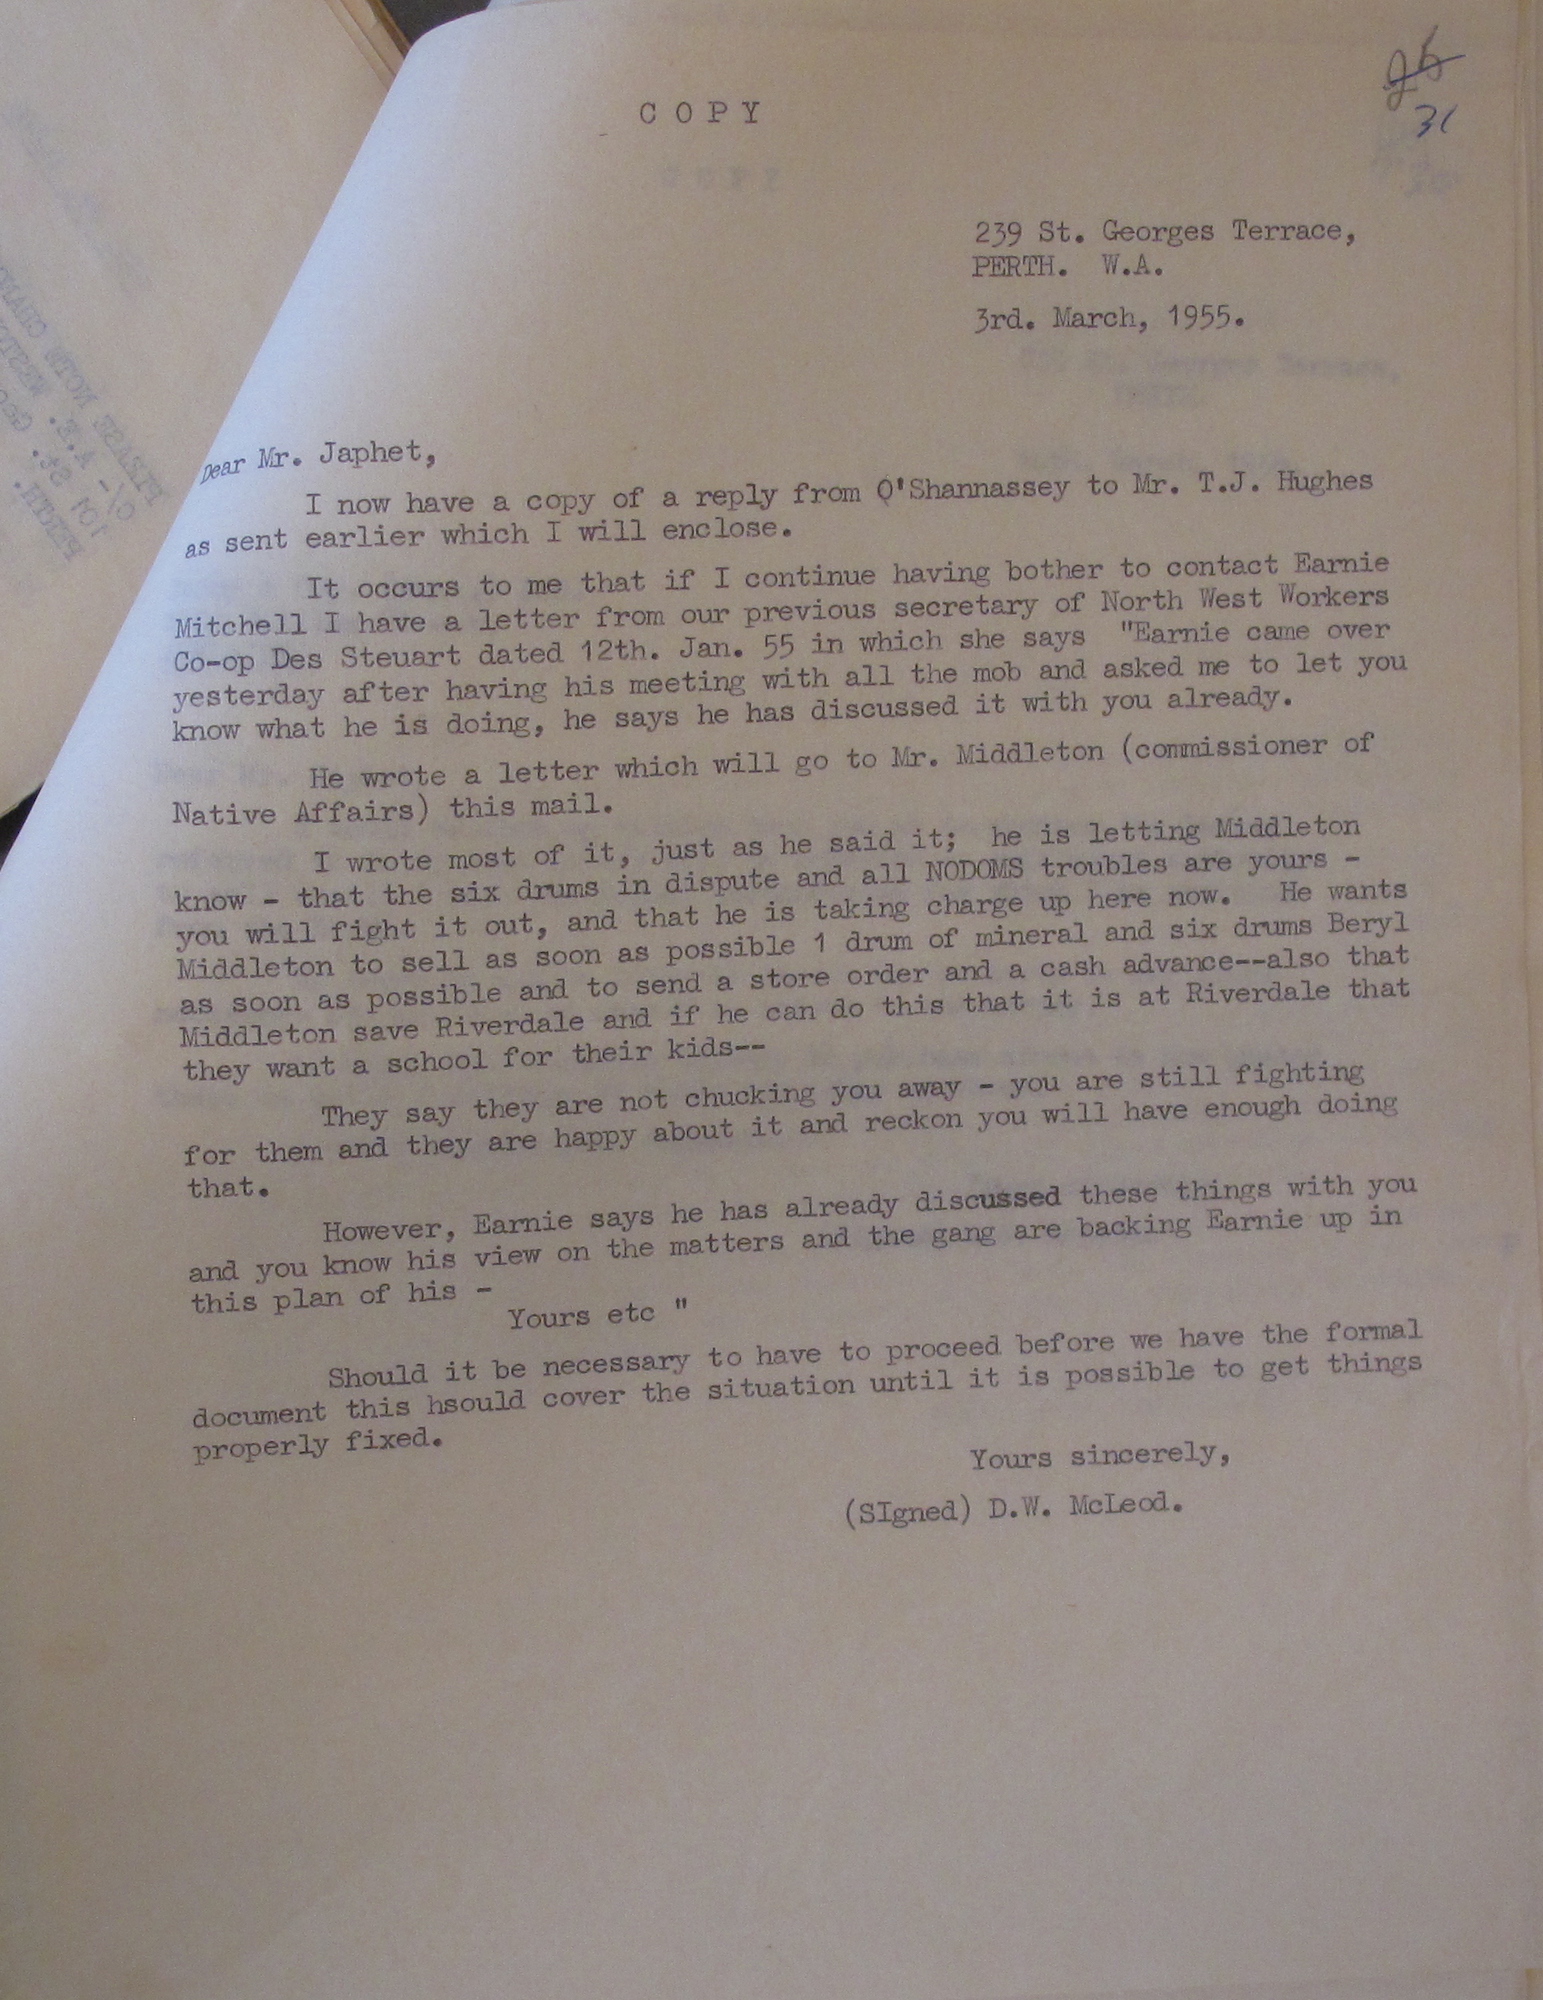 COPY
26
31
239 St. Georges Terrace,
PERTH. W.A.
3rd. March, 1955.
Dear Mr. Japhet,
I now have a copy of a reply from O'Shannassey to Mr. T.J. Hughes
as sent earlier which I will enclose.
It occurs to me that if I continue having bother to contact Earnie
Mitchell I have a letter from our previous secretary of North West Workers
Co-op Des Steuart dated 12th. Jan. 55 in which she says "Earnie came over
yesterday after having his meeting with all the mob and asked me to let you
know what he is doing, he says he has discussed it with you already.
He wrote a letter which will go to Mr. Middleton (commissioner of
Native Affairs) this mail.
I wrote most of it, just as he said it; he is letting Middleton
know - that the six drums in dispute and all NODOMS troubles are yours -
you will fight it out, and that he is taking charge up here now. He wants
Middleton to sell as soon as possible 1 drum of mineral and six drums Beryl
as soon as possible and to send a store order and a cash advance--also that
Middleton save Riverdale and if he can do this that it is at Riverdale that
they want a school for their kids--
They say they are not chucking you away - you are still fighting
for them and they are happy about it and reckon you will have enough doing
that.
However, Earnie says he has already discussed these things with you
and you know his view on the matters and the gang are backing Earnie up in
this plan of his -
Yours etc "
Should it be necessary to have to proceed before we have the formal
document this hsould cover the situation until it is possible to get things
properly fixed.
Yours sincerely,
(SIgned) D.W. McLeod.
PLEASE NOTE
C/-
101 St.
PERTH.